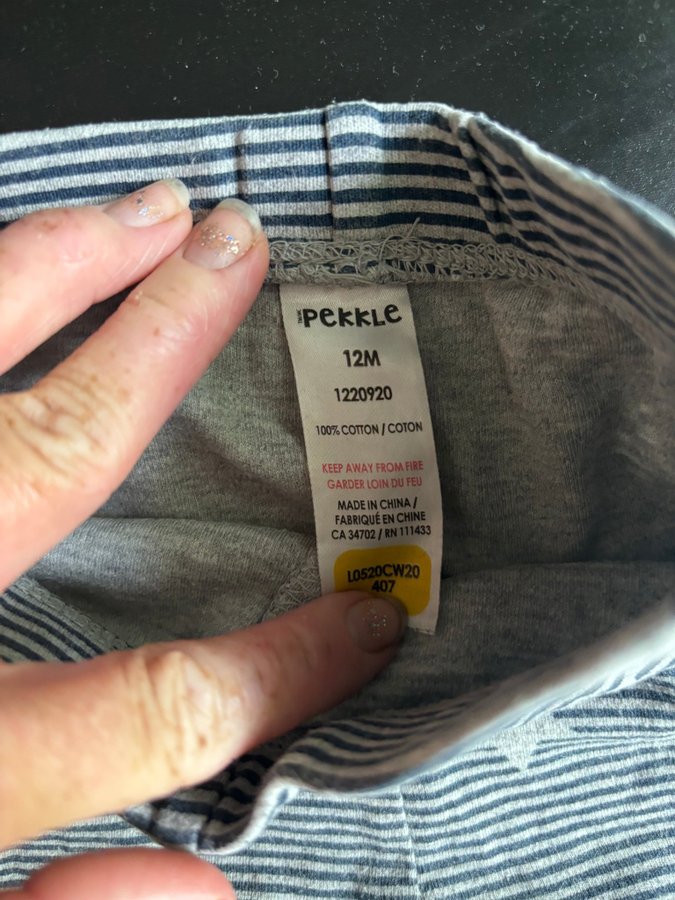 PEKKLE
12M
1220920
100% COTTON / COTON
KEEP AWAY FROM FIRE
GARDER LOIN DU FEU
MADE IN CHINA /
FABRIQUÉ EN CHINE
CA 34702 / RN 111433
L0520CW20
407